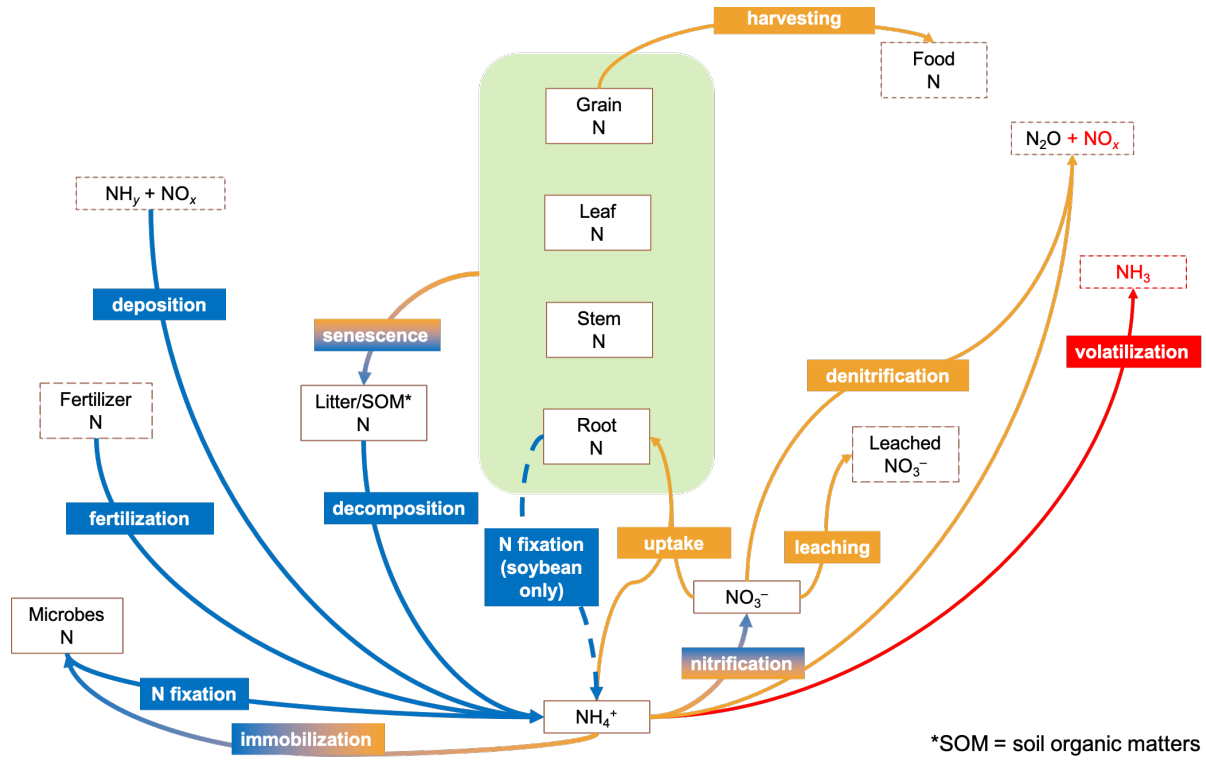 harvesting
Food
N
Grain
N
N₂O + NOₓ
NHᵧ + NOₓ
Leaf
N
NH₃
deposition
Stem
N
senescence
volatilization
denitrification
Fertilizer
N
Litter/SOM*
N
Root
N
Leached
NO₃⁻
fertilization
decomposition
N fixation
(soybean
only)
uptake
leaching
NO₃⁻
Microbes
N
nitrification
N fixation
NH₄⁺
immobilization
*SOM = soil organic matters